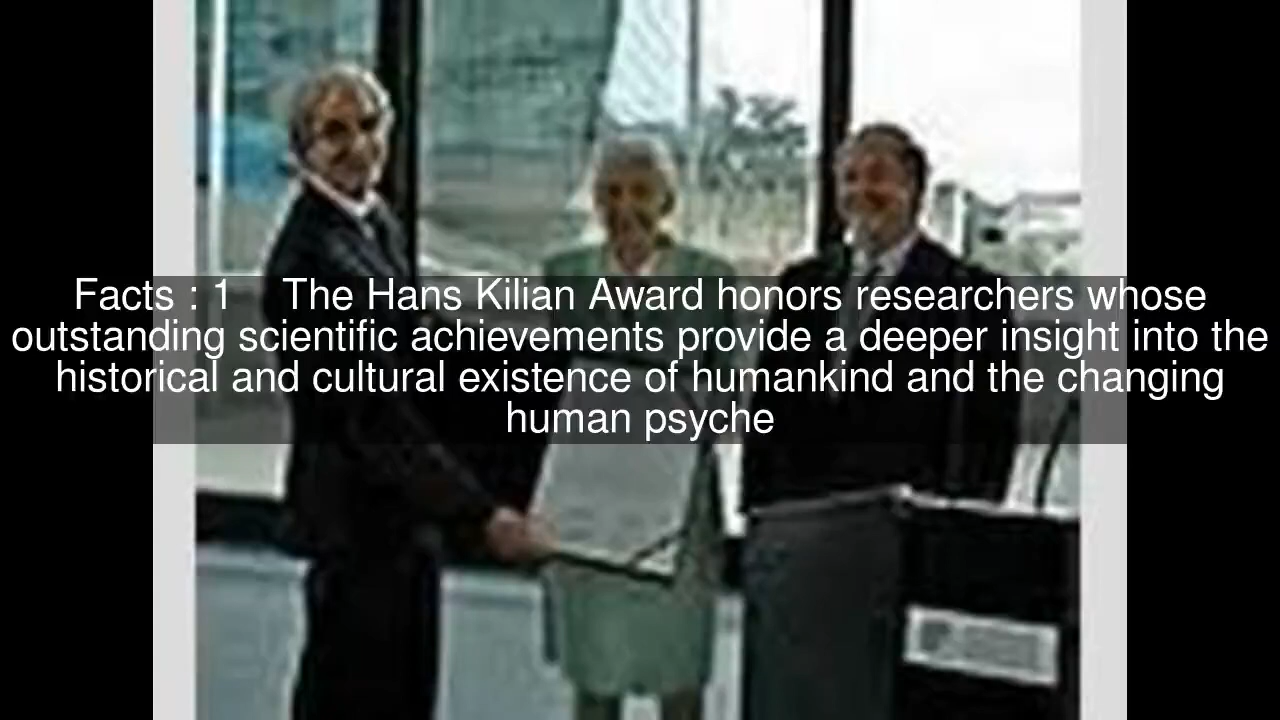 Facts : 1    The Hans Kilian Award honors researchers whose
outstanding scientific achievements provide a deeper insight into the
historical and cultural existence of humankind and the changing
human psyche